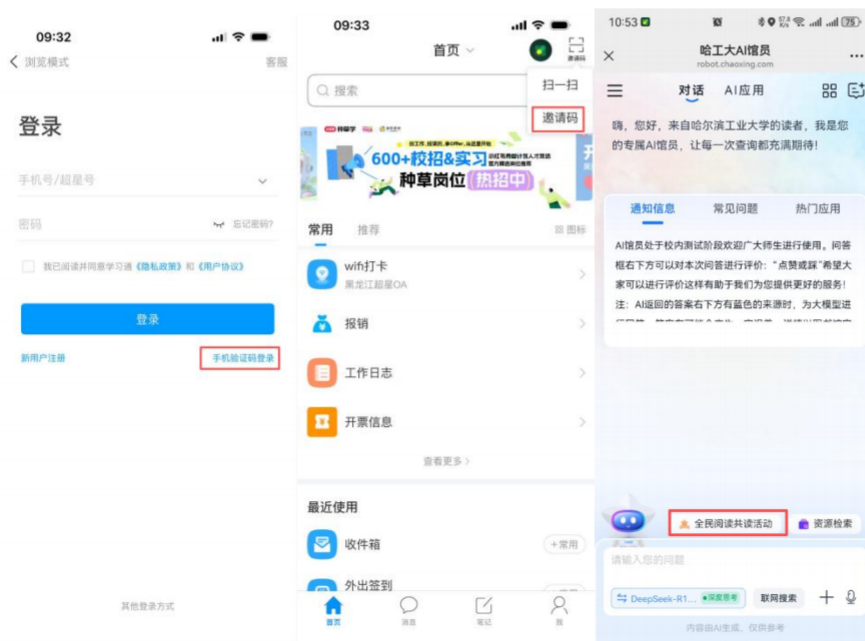 09:32
浏览模式
客服
登录
手机号/超星号
密码
忘记密码?
我已阅读并同意学习通《隐私政策》和《用户协议》
登录
新用户注册
手机验证码登录
其他登录方式
09:33
首页
邀请码
搜索
扫一扫
邀请码
600+校招&实习
种草岗位(热招中)
常用
推荐
图标
wifi打卡
黑龙江超星OA
报销
工作日志
开票信息
查看更多
最近使用
收件箱
+常用
外出签到
首页
消息
笔记
我
10:53
75
哈工大AI馆员
robot.chaoxing.com
对话
AI应用
嗨，您好，来自哈尔滨工业大学的读者，我是您
的专属AI馆员，让每一次查询都充满期待！
通知信息
常见问题
热门应用
AI馆员处于校内测试阶段欢迎广大师生进行使用。问答
框右下方可以对本次问答进行评价：“点赞或踩”希望大
家可以进行评价这样有助于我们为您提供更好的服务!
注：AI返回的答案右下方有蓝色的来源时，为大模型进
全民阅读共读活动
资源检索
请输入您的问题
DeepSeek-R1...
深度思考
联网搜索
内容由AI生成，仅供参考